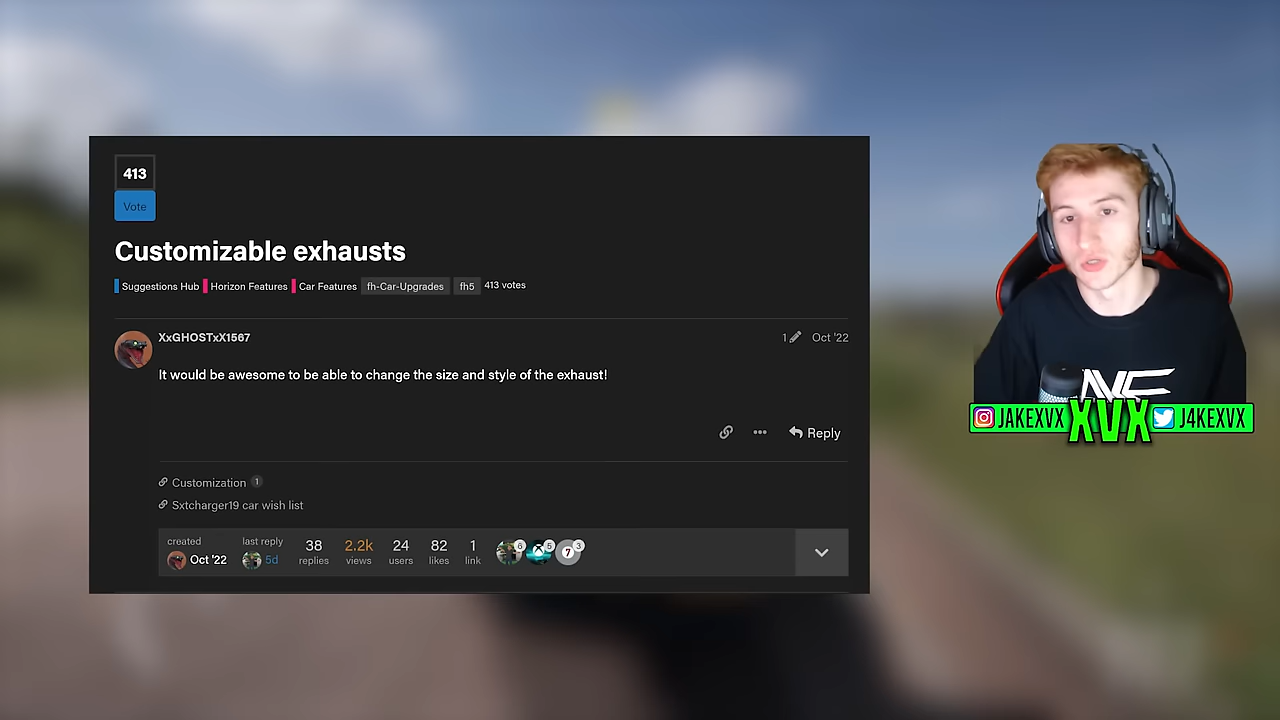 413
Vote
Customizable exhausts
Suggestions Hub Horizon Features Car Features fh-Car-Upgrades fh5 413 votes
XxGHOSTxX1567 1 Oct '22
It would be awesome to be able to change the size and style of the exhaust!
Reply
Customization 1
Sxtcharger19 car wish list
created last reply 38 2.2k 24 82 1 6 5 7 3
Oct '22 5d replies views users likes link
JAKEXVX XVX J4KEXVX